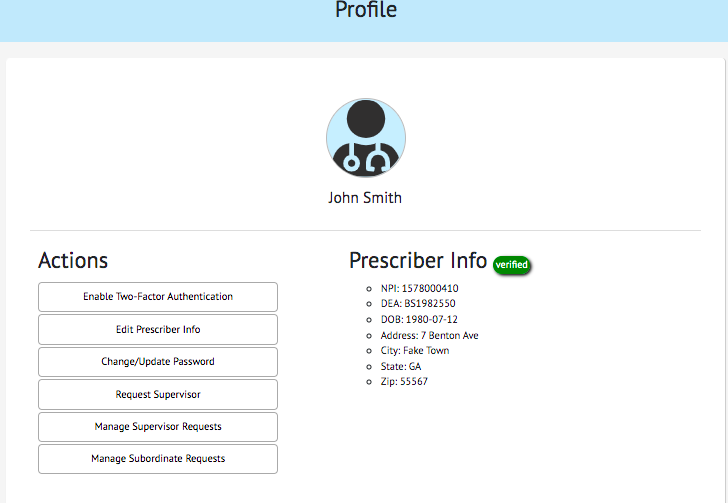 Profile
John Smith
Actions
Enable Two-Factor Authentication
Edit Prescriber Info
Change/Update Password
Request Supervisor
Manage Supervisor Requests
Manage Subordinate Requests
Prescriber Info verified
NPI: 1578000410
DEA: BS1982550
DOB: 1980-07-12
Address: 7 Benton Ave
City: Fake Town
State: GA
Zip: 55567